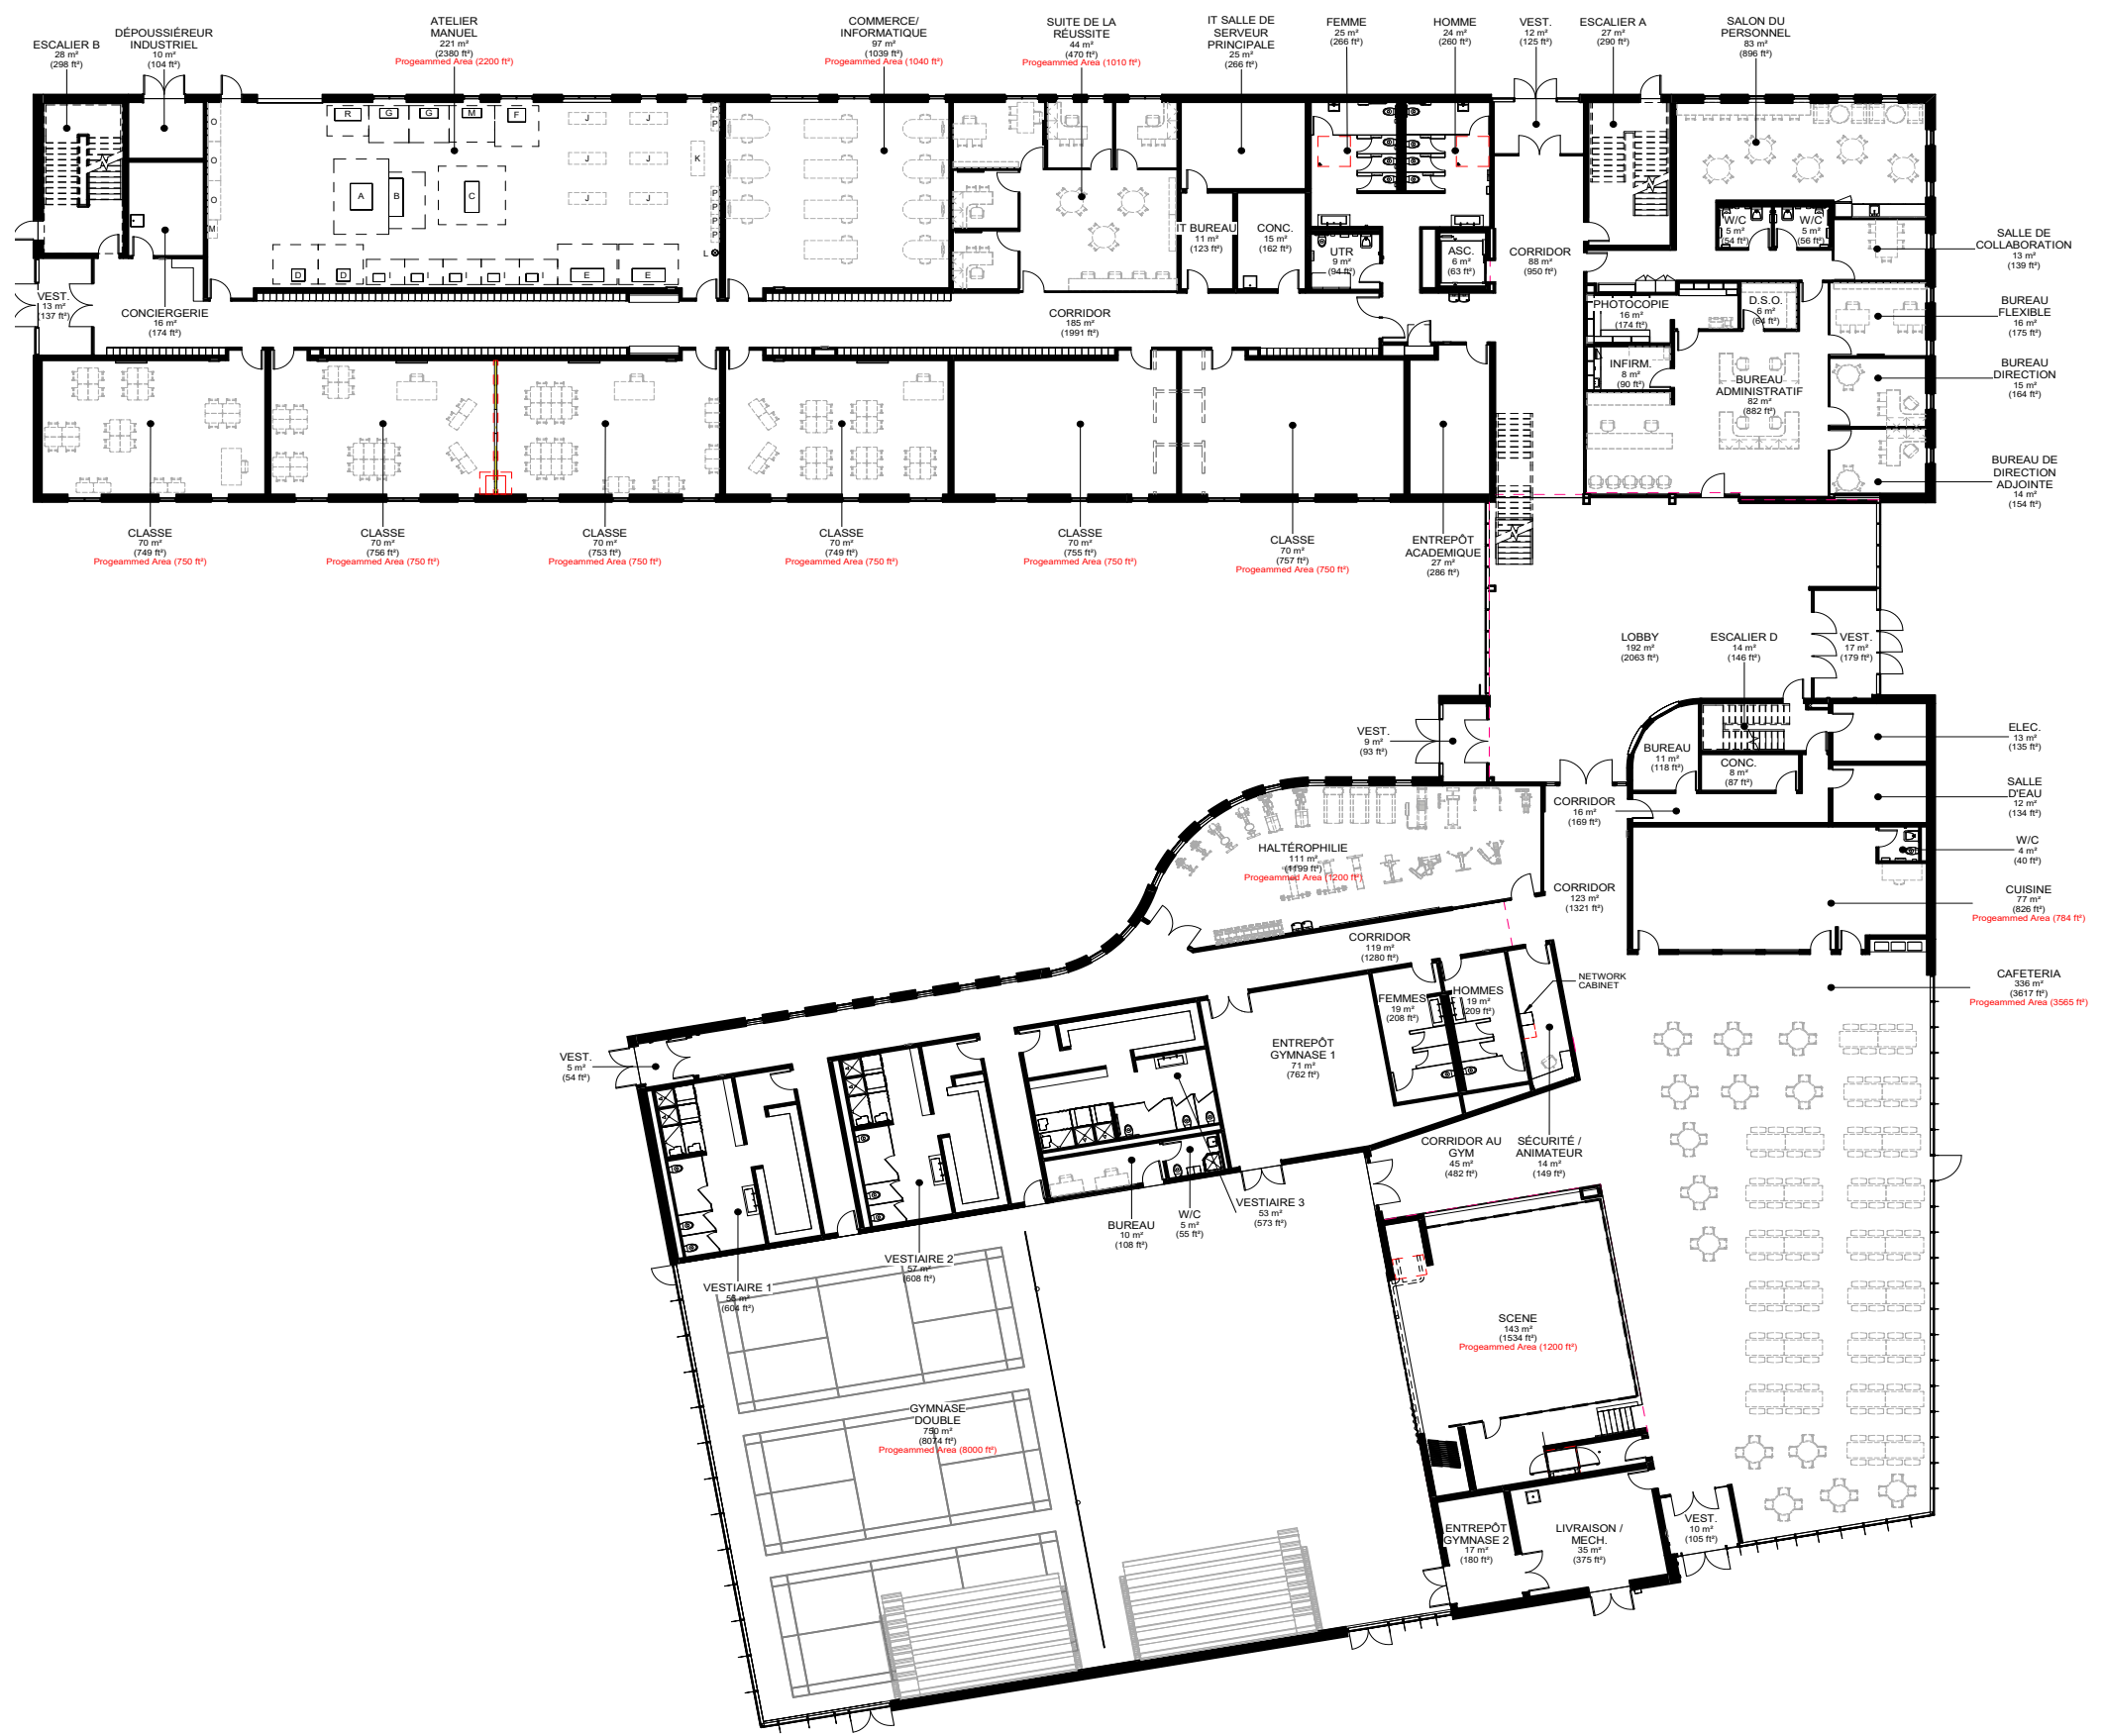 ESCALIER B
28 m²
(298 ft²)
DÉPOUSSIÉREUR
INDUSTRIEL
10 m²
(104 ft²)
ATELIER
MANUEL
221 m²
(2380 ft²)
Progeammed Area (2200 ft²)
COMMERCE/
INFORMATIQUE
97 m²
(1039 ft²)
Progeammed Area (1040 ft²)
SUITE DE LA
RÉUSSITE
44 m²
(470 ft²)
Progeammed Area (1010 ft²)
IT SALLE DE
SERVEUR
PRINCIPALE
25 m²
(266 ft²)
FEMME
25 m²
(266 ft²)
HOMME
24 m²
(260 ft²)
VEST.
12 m²
(125 ft²)
ESCALIER A
27 m²
(290 ft²)
SALON DU
PERSONNEL
83 m²
(896 ft²)
O
O
O
M
R
G
G
M
F
J
J
J
J
J
J
K
P
P
P
P
P
L
A
B
C
D
D
E
E
IT BUREAU
11 m²
(123 ft²)
CONC.
15 m²
(162 ft²)
UTR
9 m²
(94 ft²)
ASC.
6 m²
(63 ft²)
CORRIDOR
88 m²
(950 ft²)
W/C
5 m²
(54 ft²)
W/C
5 m²
(56 ft²)
SALLE DE
COLLABORATION
13 m²
(139 ft²)
VEST.
13 m²
(137 ft²)
CONCIERGERIE
16 m²
(174 ft²)
CORRIDOR
185 m²
(1991 ft²)
PHOTOCOPIE
16 m²
(174 ft²)
D.S.O.
6 m²
(64 ft²)
BUREAU
FLEXIBLE
16 m²
(175 ft²)
INFIRM.
8 m²
(90 ft²)
BUREAU
ADMINISTRATIF
82 m²
(882 ft²)
BUREAU
DIRECTION
15 m²
(164 ft²)
BUREAU DE
DIRECTION
ADJOINTE
14 m²
(154 ft²)
CLASSE
70 m²
(749 ft²)
Progeammed Area (750 ft²)
CLASSE
70 m²
(756 ft²)
Progeammed Area (750 ft²)
CLASSE
70 m²
(753 ft²)
Progeammed Area (750 ft²)
CLASSE
70 m²
(749 ft²)
Progeammed Area (750 ft²)
CLASSE
70 m²
(755 ft²)
Progeammed Area (750 ft²)
CLASSE
70 m²
(757 ft²)
Progeammed Area (750 ft²)
ENTREPÔT
ACADEMIQUE
27 m²
(286 ft²)
LOBBY
192 m²
(2063 ft²)
ESCALIER D
14 m²
(146 ft²)
VEST.
17 m²
(179 ft²)
VEST.
9 m²
(93 ft²)
BUREAU
11 m²
(118 ft²)
CONC.
8 m²
(87 ft²)
ELEC.
13 m²
(135 ft²)
SALLE
D'EAU
12 m²
(134 ft²)
CORRIDOR
16 m²
(169 ft²)
W/C
4 m²
(40 ft²)
HALTÉROPHILIE
111 m²
(1199 ft²)
Progeammed Area (1200 ft²)
CORRIDOR
123 m²
(1321 ft²)
CUISINE
77 m²
(826 ft²)
Progeammed Area (784 ft²)
CORRIDOR
119 m²
(1280 ft²)
NETWORK
CABINET
CAFETERIA
336 m²
(3617 ft²)
Progeammed Area (3565 ft²)
FEMMES
19 m²
(208 ft²)
HOMMES
19 m²
(209 ft²)
ENTREPÔT
GYMNASE 1
71 m²
(762 ft²)
VEST.
5 m²
(54 ft²)
CORRIDOR AU
GYM
45 m²
(482 ft²)
SÉCURITÉ /
ANIMATEUR
14 m²
(149 ft²)
VESTIAIRE 3
53 m²
(573 ft²)
BUREAU
10 m²
(108 ft²)
W/C
5 m²
(55 ft²)
VESTIAIRE 2
57 m²
(608 ft²)
VESTIAIRE 1
(604 ft²)
SCENE
143 m²
(1534 ft²)
Progeammed Area (1200 ft²)
GYMNASE
DOUBLE
750 m²
(8074 ft²)
Progeammed Area (8000 ft²)
ENTREPÔT
GYMNASE 2
17 m²
(180 ft²)
LIVRAISON /
MECH.
35 m²
(375 ft²)
VEST.
10 m²
(105 ft²)